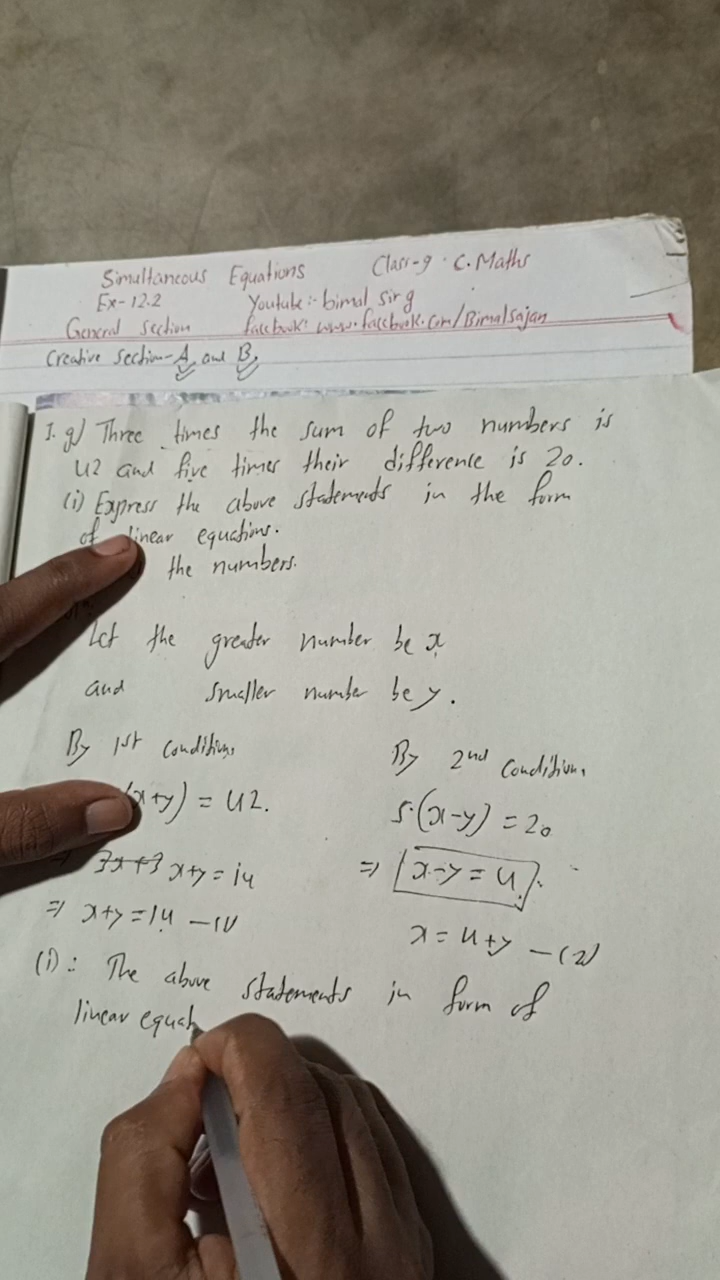 Simultaneous Equations Class-9 C. Maths
Ex-12.2 Youtube:- bimal sir g
General section facebook: www.facebook.com/Bimalsajan
Creative section-A and B
1. g) Three times the sum of two numbers is
42 and five times their difference is 20.
(i) Express the above statements in the form
of linear equations.
the numbers.
Let the greater number be x
and smaller number be y.
By 1st condition,
(x+y) = 42.
⇒ 3x+3 x+y = 14
⇒ x+y = 14 -(1)
By 2nd condition,
5.(x-y) = 20
⇒ x-y = 4.
x = 4+y -(2)
(i) ∴ The above statements in form of
linear equat